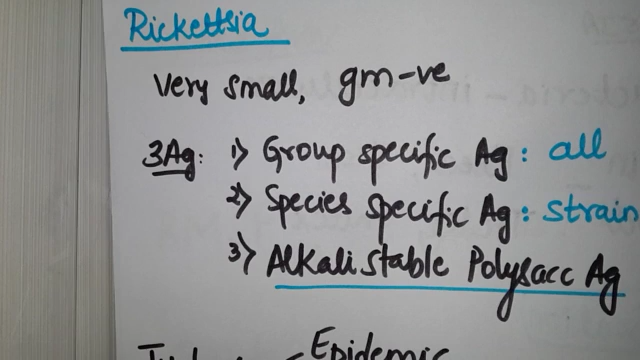 Rickettsia
Very small, gm-ve
3Ag: 1) Group specific Ag: all
2) Species specific Ag: strain
3) Alkali stable Polysacc Ag
Epidemic